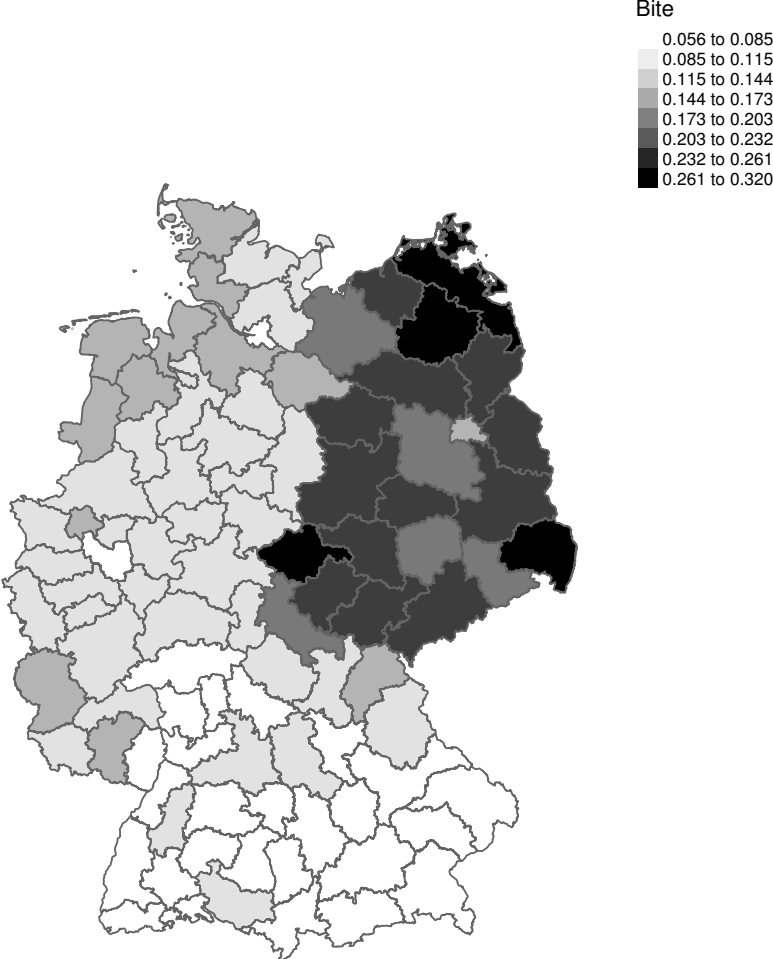 Bite
0.056 to 0.085
0.085 to 0.115
0.115 to 0.144
0.144 to 0.173
0.173 to 0.203
0.203 to 0.232
0.232 to 0.261
0.261 to 0.320